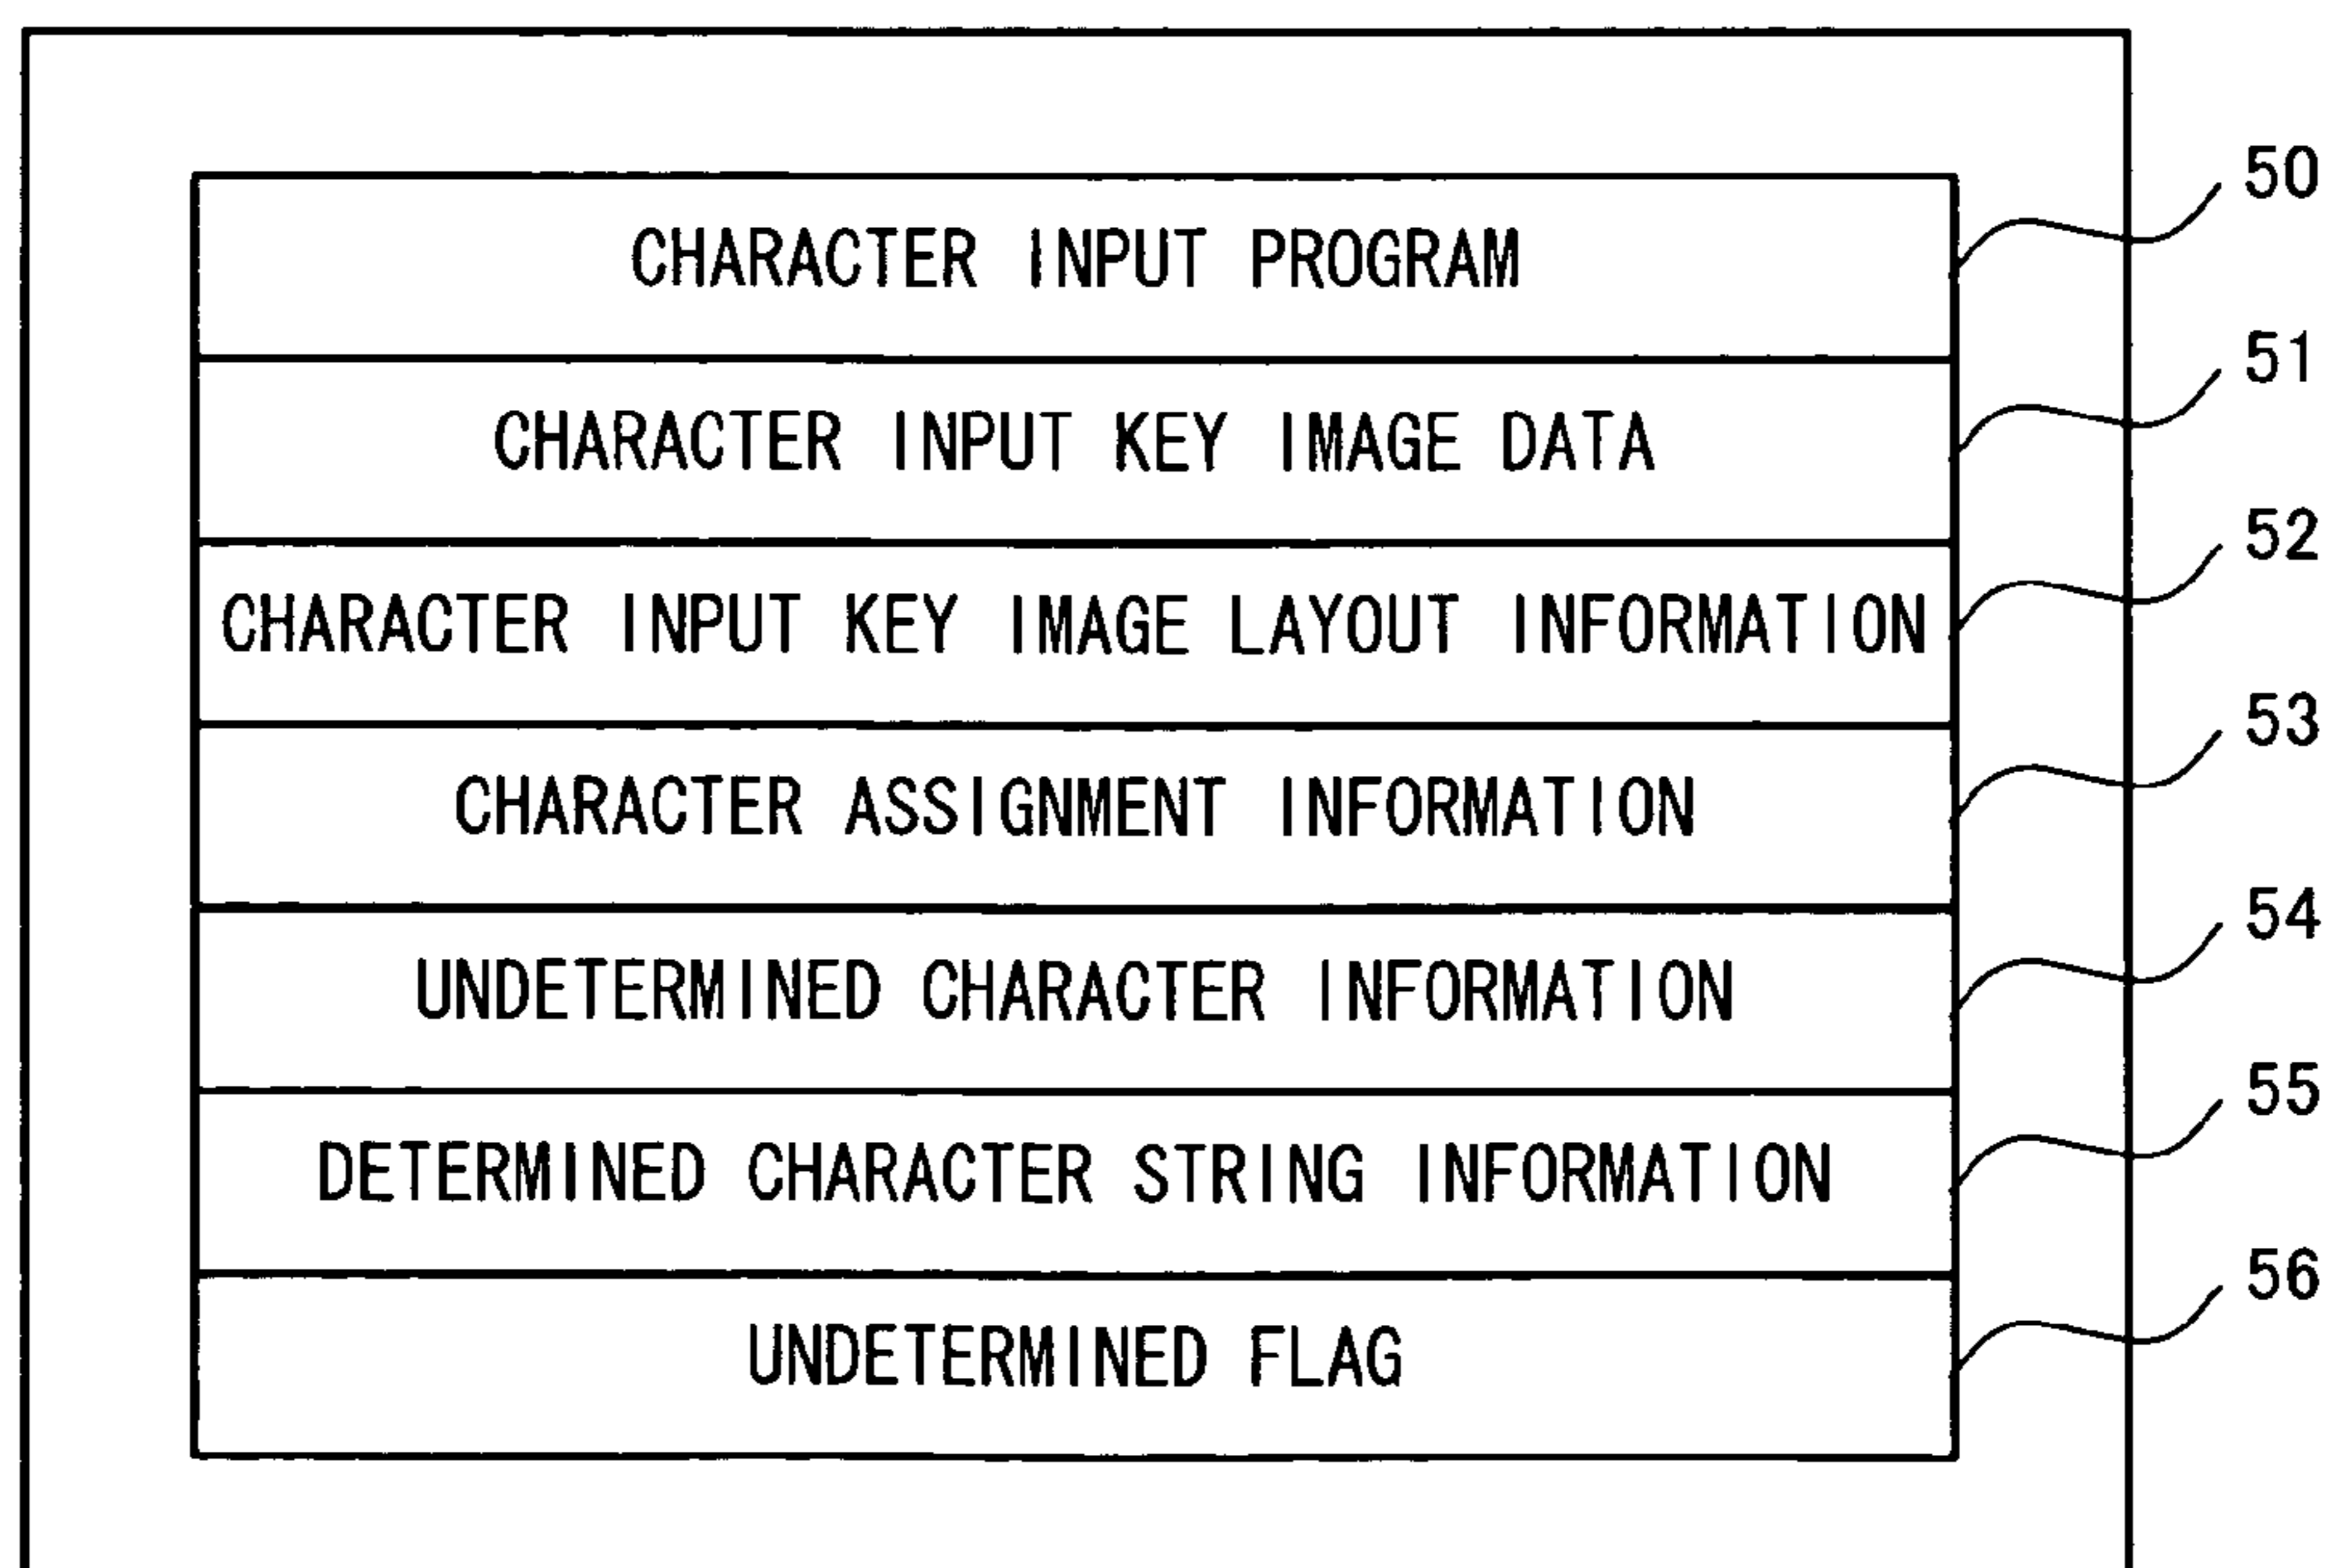 50
CHARACTER INPUT PROGRAM
51
CHARACTER INPUT KEY IMAGE DATA
52
CHARACTER INPUT KEY IMAGE LAYOUT INFORMATION
53
CHARACTER ASSIGNMENT INFORMATION
54
UNDETERMINED CHARACTER INFORMATION
55
DETERMINED CHARACTER STRING INFORMATION
56
UNDETERMINED FLAG